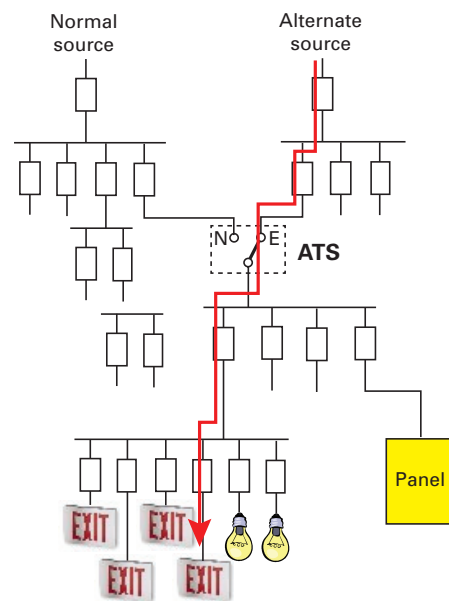 Normal
source
Alternate
source
N
E
ATS
Panel
EXIT
EXIT
EXIT
EXIT